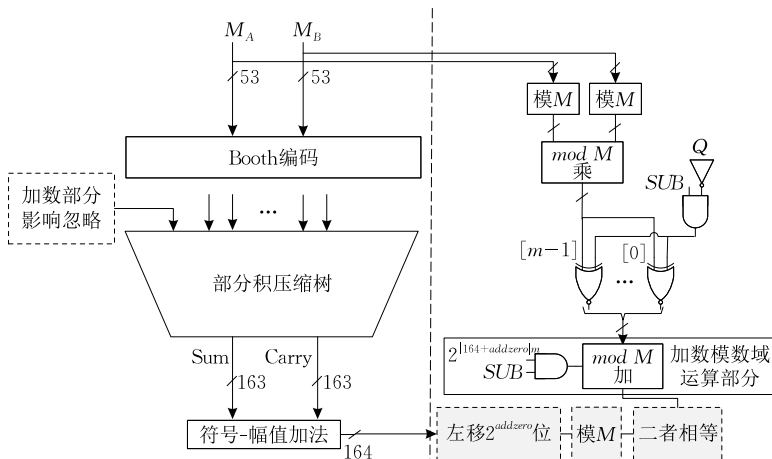 M_A M_B
53 53
模M 模M
Booth编码
mod M
乘
Q
SUB
加数部分
影响忽略
...
[m-1] [0]
部分积压缩树
...
Sum Carry
163 163
2^|164+addzero|_m
SUB
mod M
加
加数模数域
运算部分
符号-幅值加法
164
左移2^addzero位
模M
二者相等